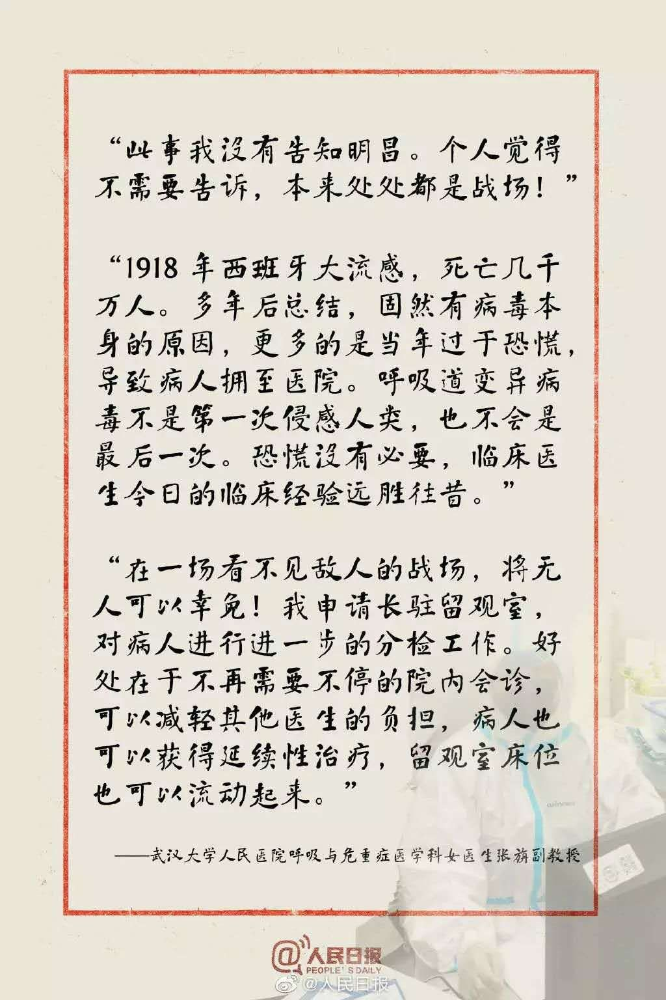 “此事我没有告知明昌。个人觉得
不需要告诉，本来处处都是战场！”
“1918 年西班牙大流感，死亡几千
万人。多年后总结，固然有病毒本
身的原因，更多的是当年过于恐慌，
导致病人拥至医院。呼吸道变异病
毒不是第一次侵感人类，也不会是
最后一次。恐慌没有必要，临床医
生今日的临床经验远胜往昔。”
“在一场看不见敌人的战场，将无
人可以幸免！我申请长驻留观室，
对病人进行进一步的分检工作。好
处在于不再需要不停的院内会诊，
可以减轻其他医生的负担，病人也
可以获得延续性治疗，留观室床位
也可以流动起来。”
——武汉大学人民医院呼吸与危重症医学科女医生张旃副教授
@人民日报
PEOPLE'S DAILY
@人民日报